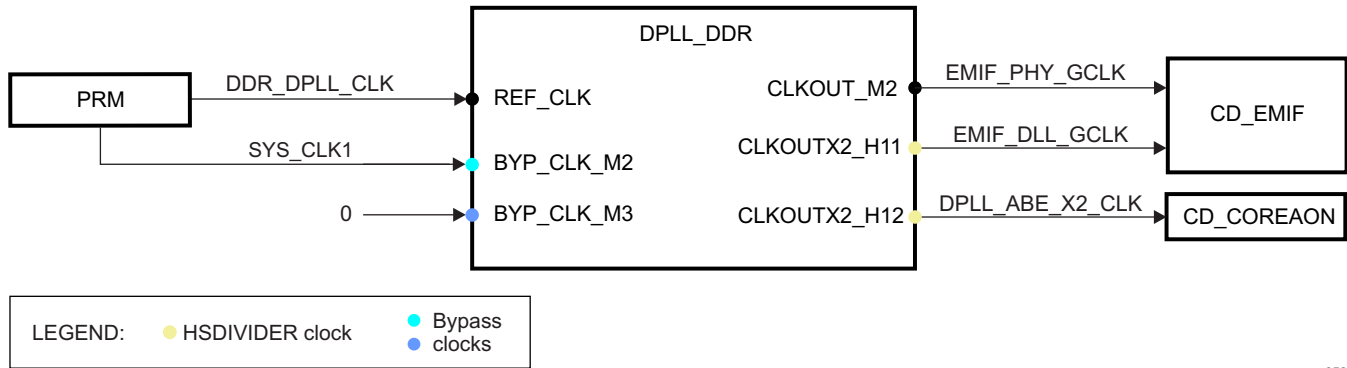 DPLL_DDR
PRM
DDR_DPLL_CLK
REF_CLK
CLKOUT_M2
EMIF_PHY_GCLK
CD_EMIF
SYS_CLK1
BYP_CLK_M2
CLKOUTX2_H11
EMIF_DLL_GCLK
0
BYP_CLK_M3
CLKOUTX2_H12
DPLL_ABE_X2_CLK
CD_COREAON
LEGEND:
HSDIVIDER clock
Bypass
clocks